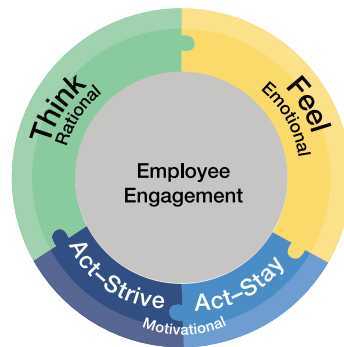 Think
Rational
Feel
Emotional
Employee
Engagement
Act–Strive
Act–Stay
Motivational